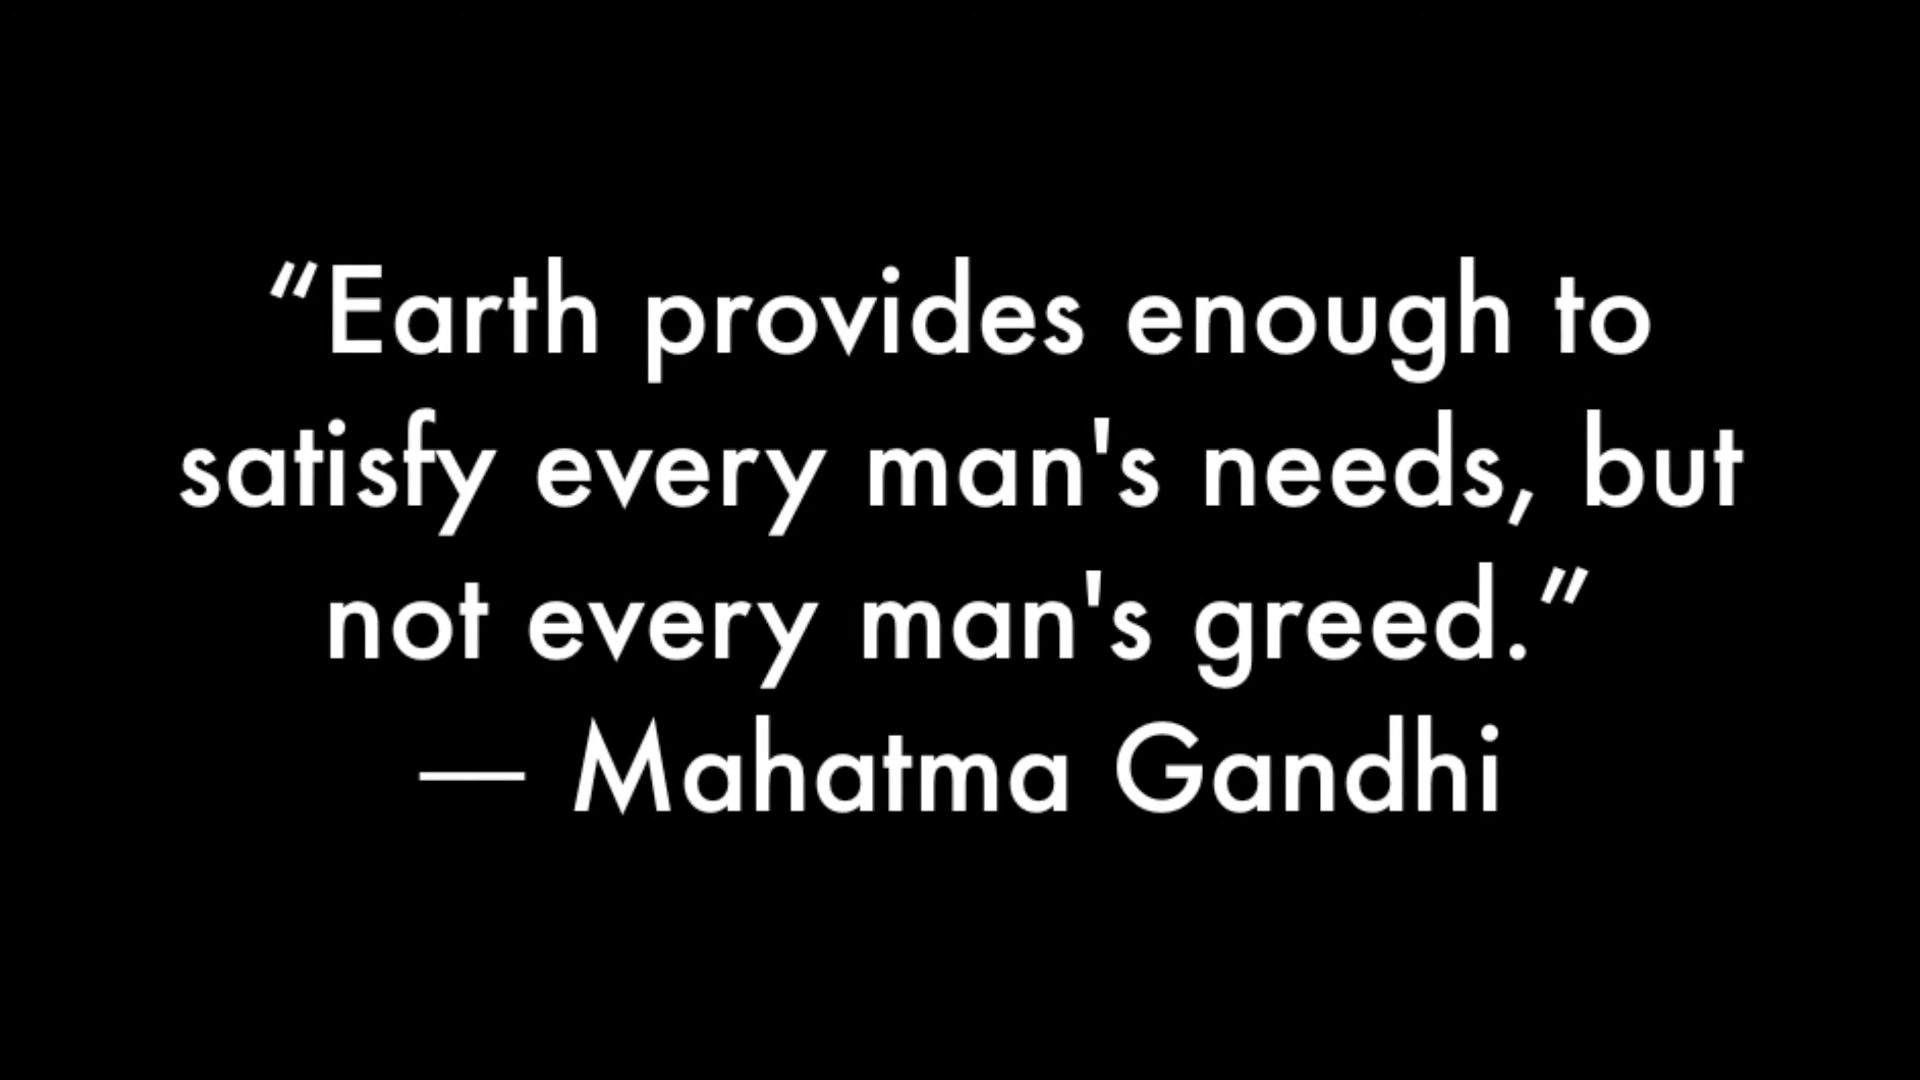 “Earth provides enough to
satisfy every man's needs, but
not every man's greed.”
— Mahatma Gandhi